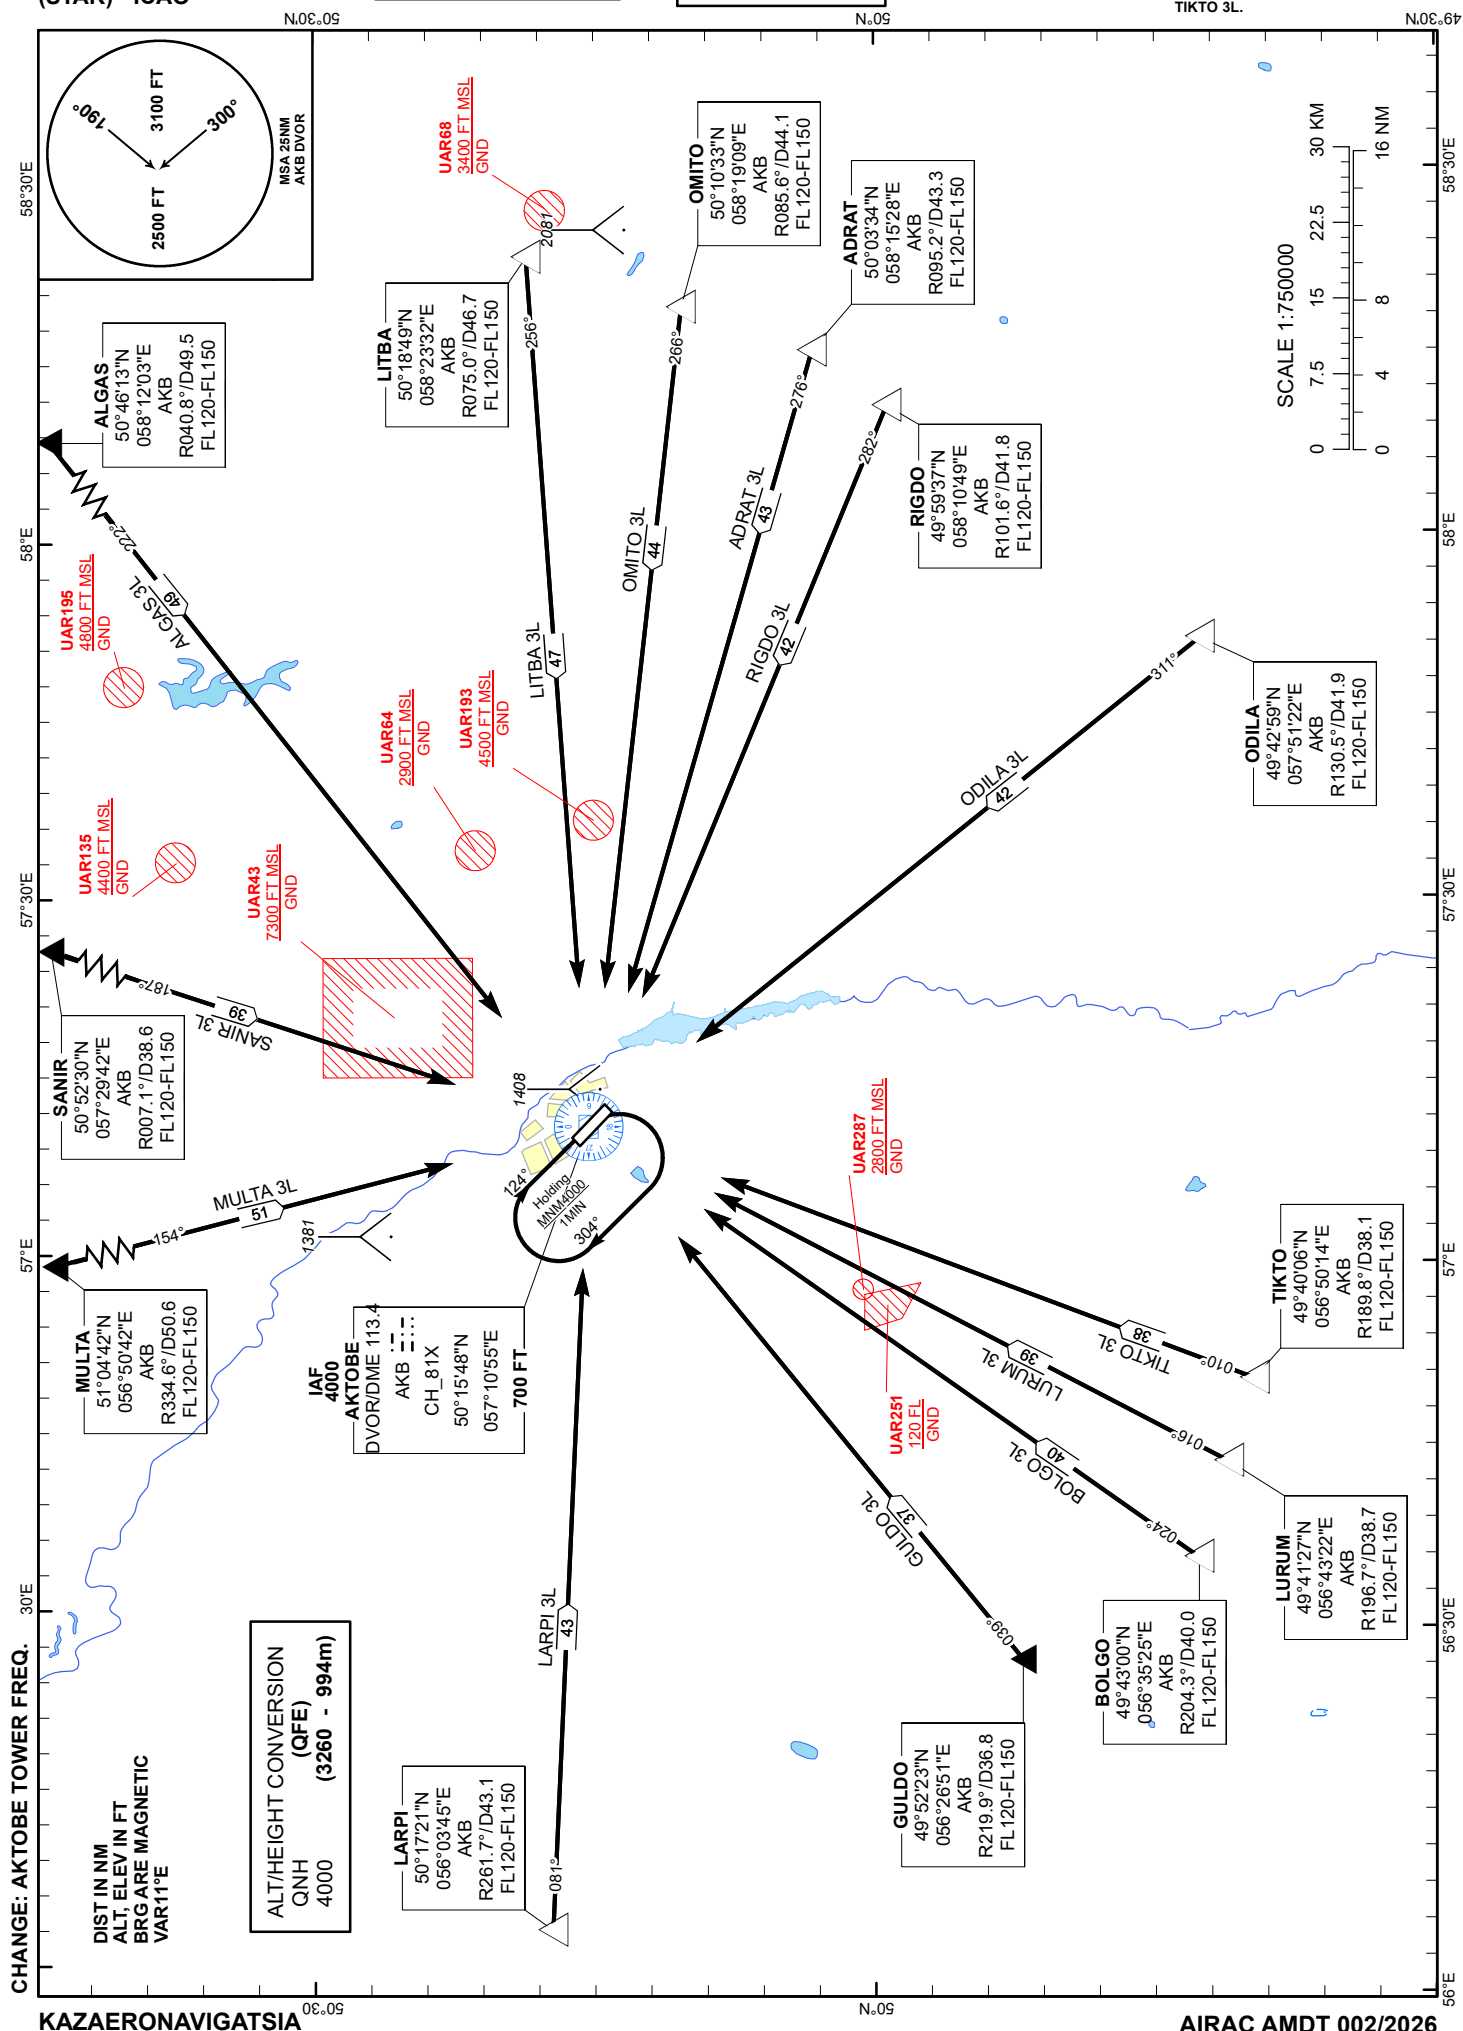 (STAR) - ICAO
TIKTO 3L.
CHANGE: AKTOBE TOWER FREQ.
50°30'N
50°N
49°30'N
58°30'E
58°E
57°30'E
57°E
30'E
190°
300°
2500 FT
3100 FT
MSA 25NM
AKB DVOR
UAR68
3400 FT MSL
GND
2081
OMITO
50°10'33"N
058°19'09"E
AKB
R085.6°/D44.1
FL120-FL150
ADRAT
50°03'34"N
058°15'28"E
AKB
R095.2°/D43.3
FL120-FL150
LITBA
50°18'49"N
058°23'32"E
AKB
R075.0°/D46.7
FL120-FL150
ALGAS
50°46'13"N
058°12'03"E
AKB
R040.8°/D49.5
FL120-FL150
RIGDO
49°59'37"N
058°10'49"E
AKB
R101.6°/D41.8
FL120-FL150
SCALE 1:750000
0 7.5 15 22.5 30 KM
0 4 8 16 NM
222°
ALGAS 3L
49
256°
LITBA 3L
47
266°
OMITO 3L
44
276°
ADRAT 3L
43
282°
RIGDO 3L
42
311°
ODILA 3L
42
ODILA
49°42'59"N
057°51'22"E
AKB
R130.5°/D41.9
FL120-FL150
UAR195
4800 FT MSL
GND
UAR135
4400 FT MSL
GND
UAR43
7300 FT MSL
GND
UAR64
2900 FT MSL
GND
UAR193
4500 FT MSL
GND
SANIR
50°52'30"N
057°29'42"E
AKB
R007.1°/D38.6
FL120-FL150
187°
SANIR 3L
39
MULTA
51°04'42"N
056°50'42"E
AKB
R334.6°/D50.6
FL120-FL150
154°
MULTA 3L
51
1408
1381
0
9
18
27
124°
Holding
MNM4000
1MIN
304°
IAF
4000
AKTOBE
DVOR/DME 113.4
AKB
CH_81X
50°15'48"N
057°10'55"E
700 FT
UAR287
2800 FT MSL
GND
UAR251
120 FL
GND
TIKTO
49°40'06"N
056°50'14"E
AKB
R189.8°/D38.1
FL120-FL150
010°
TIKTO 3L
38
LURUM
49°41'27"N
056°43'22"E
AKB
R196.7°/D38.7
FL120-FL150
016°
LURUM 3L
39
BOLGO
49°43'00"N
056°35'25"E
AKB
R204.3°/D40.0
FL120-FL150
024°
BOLGO 3L
40
GULDO
49°52'23"N
056°26'51"E
AKB
R219.9°/D36.8
FL120-FL150
039°
GULDO 3L
37
LARPI
50°17'21"N
056°03'45"E
AKB
R261.7°/D43.1
FL120-FL150
081°
LARPI 3L
43
DIST IN NM
ALT, ELEV IN FT
BRG ARE MAGNETIC
VAR11°E
ALT/HEIGHT CONVERSION
QNH (QFE)
4000 (3260 - 994m)
50°30'N
50°N
56°E
56°30'E
57°E
57°30'E
58°E
58°30'E
KAZAERONAVIGATSIA
AIRAC AMDT 002/2026